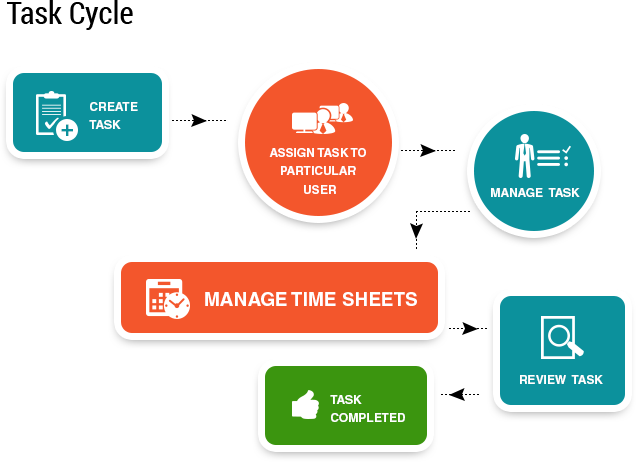 Task Cycle
CREATE
TASK
ASSIGN TASK TO
PARTICULAR
USER
MANAGE TASK
MANAGE TIME SHEETS
REVIEW TASK
TASK
COMPLETED